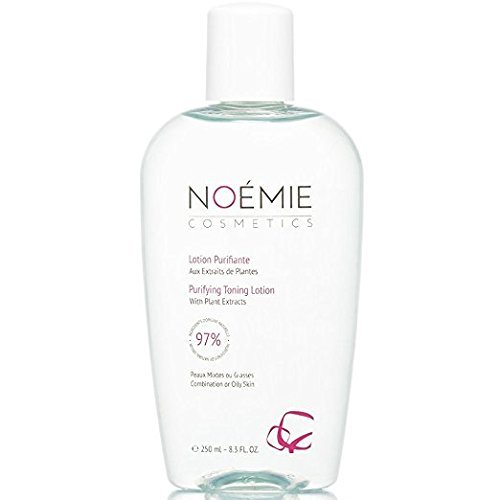 NOÉMIE
COSMETICS
Lotion Purifiante
Aux Extraits de Plantes
Purifying Toning Lotion
With Plant Extracts
97%
Peaux Mixtes ou Grasses
Combination or Oily Skin
℮ 250 mL - 8.3 FL. OZ.